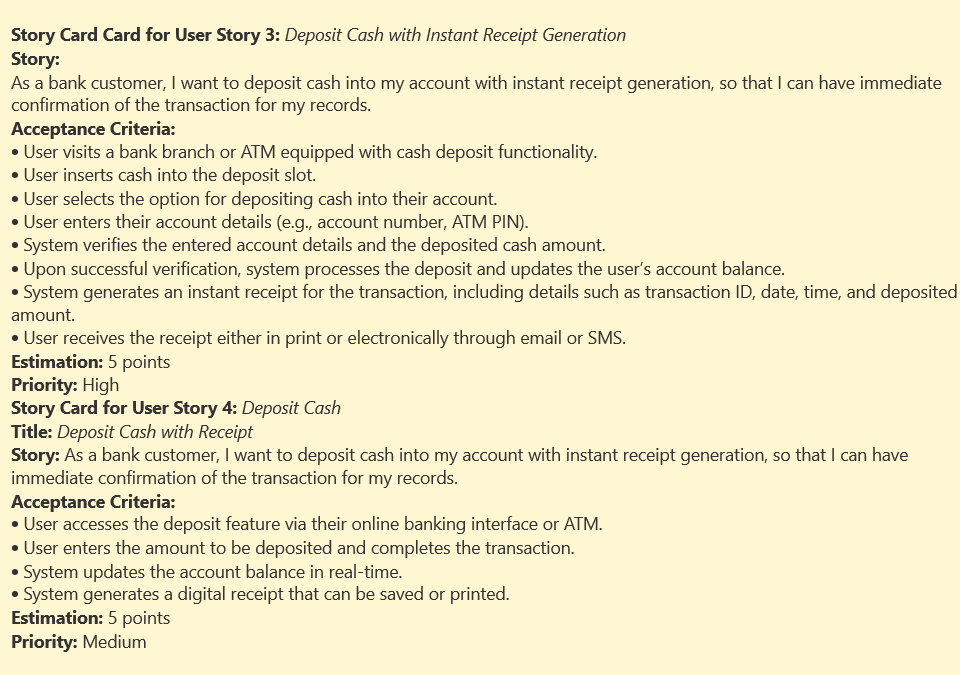 Story Card Card for User Story 3: Deposit Cash with Instant Receipt Generation
Story:
As a bank customer, I want to deposit cash into my account with instant receipt generation, so that I can have immediate
confirmation of the transaction for my records.
Acceptance Criteria:
• User visits a bank branch or ATM equipped with cash deposit functionality.
• User inserts cash into the deposit slot.
• User selects the option for depositing cash into their account.
• User enters their account details (e.g., account number, ATM PIN).
• System verifies the entered account details and the deposited cash amount.
• Upon successful verification, system processes the deposit and updates the user’s account balance.
• System generates an instant receipt for the transaction, including details such as transaction ID, date, time, and deposited
amount.
• User receives the receipt either in print or electronically through email or SMS.
Estimation: 5 points
Priority: High
Story Card for User Story 4: Deposit Cash
Title: Deposit Cash with Receipt
Story: As a bank customer, I want to deposit cash into my account with instant receipt generation, so that I can have
immediate confirmation of the transaction for my records.
Acceptance Criteria:
• User accesses the deposit feature via their online banking interface or ATM.
• User enters the amount to be deposited and completes the transaction.
• System updates the account balance in real-time.
• System generates a digital receipt that can be saved or printed.
Estimation: 5 points
Priority: Medium